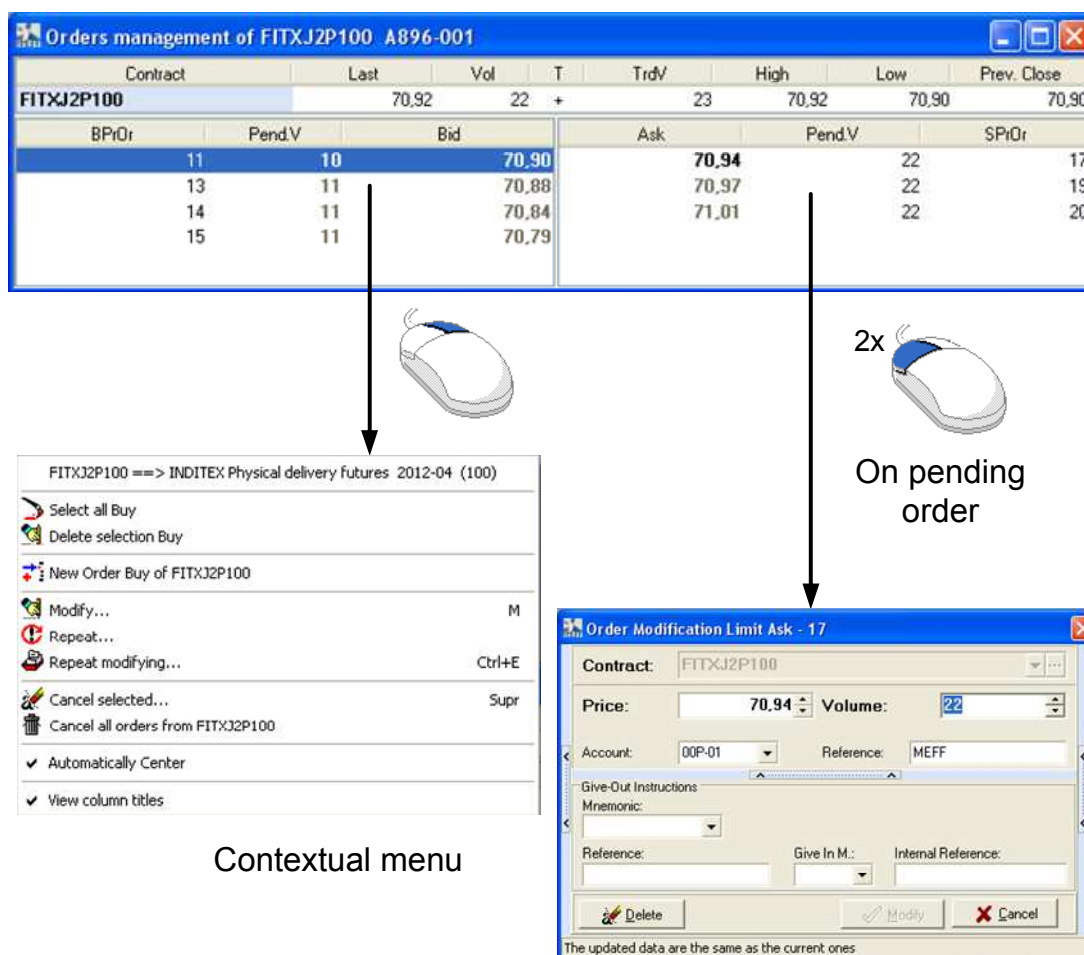 Orders management of FITXJ2P100 A896-001
Contract Last Vol T TrdV High Low Prev. Close
FITXJ2P100 70,92 22 + 23 70,92 70,90 70,90
BPrOr Pend.V Bid Ask Pend.V SPrOr
11 10 70,90 70,94 22 17
13 11 70,88 70,97 22 19
14 11 70,84 71,01 22 20
15 11 70,79
2x
On pending
order
FITXJ2P100 ==> INDITEX Physical delivery futures 2012-04 (100)
Select all Buy
Delete selection Buy
New Order Buy of FITXJ2P100
Modify... M
Repeat...
Repeat modifying... Ctrl+E
Cancel selected... Supr
Cancel all orders from FITXJ2P100
Automatically Center
View column titles
Contextual menu
Order Modification Limit Ask - 17
Contract: FITXJ2P100 ...
Price: 70,94 Volume: 22
Account: 00P-01 Reference: MEFF
Give-Out Instructions
Mnemonic:
Reference: Give In M.: Internal Reference:
Delete Modify Cancel
The updated data are the same as the current ones